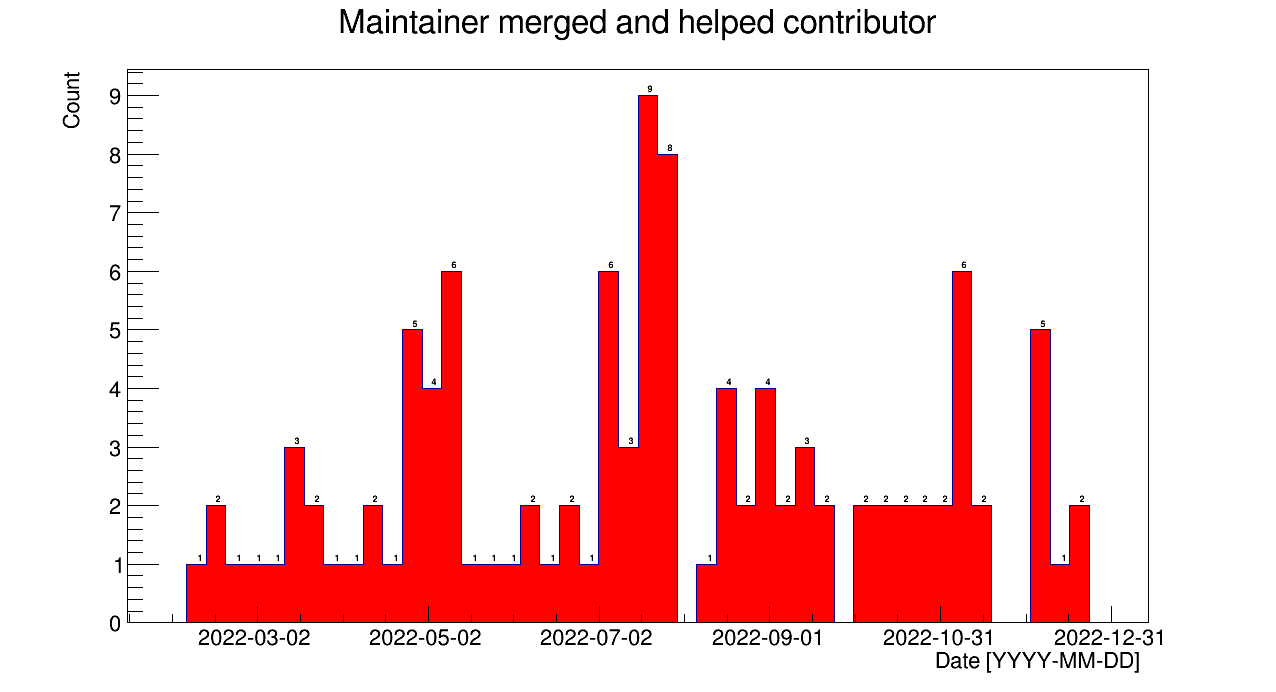 Maintainer merged and helped contributor
Count
9
8
7
6
5
4
3
2
1
0
1 2 1 1 1 3 2 1 1 2 1 5 4 6 1 1 1 2 1 2 1 6 3 9 8 1 4 2 4 2 3 2 2 2 2 2 2 6 2 5 1 2
2022-03-02 2022-05-02 2022-07-02 2022-09-01 2022-10-31 2022-12-31
Date [YYYY-MM-DD]